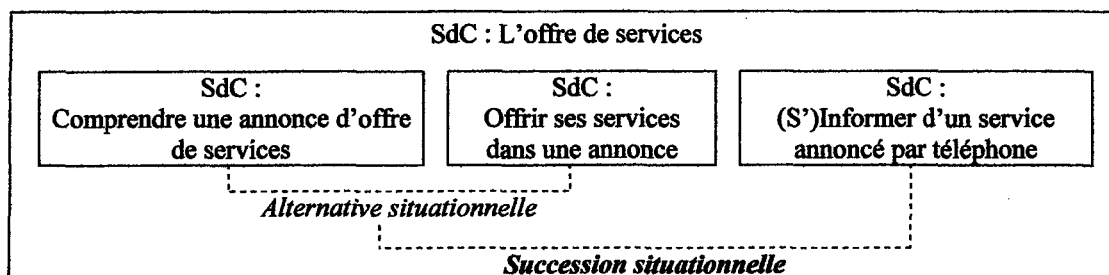 SdC : L'offre de services
SdC :
Comprendre une annonce d'offre
de services
SdC :
Offrir ses services
dans une annonce
SdC :
(S')Informer d'un service
annoncé par téléphone
Alternative situationnelle
Succession situationnelle